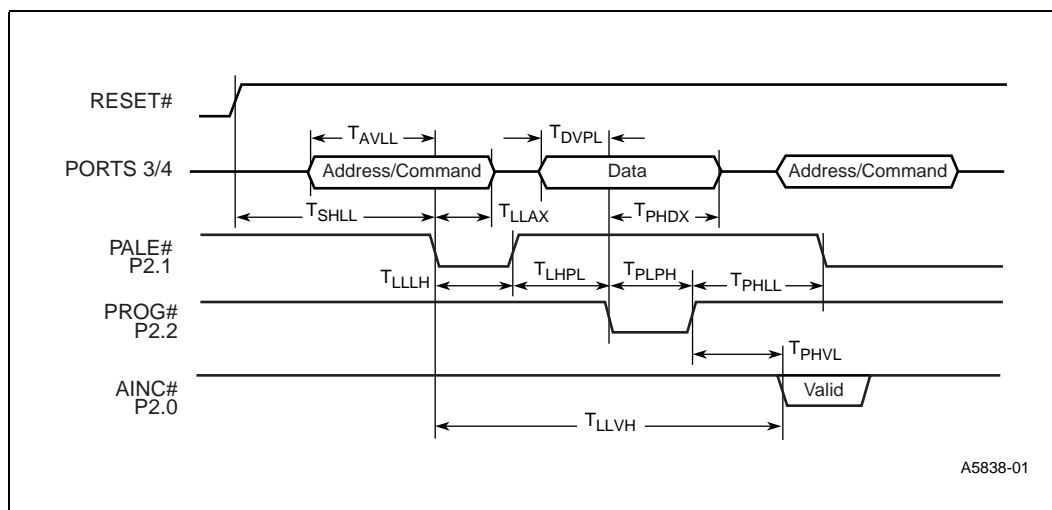 RESET#
T_AVLL T_DVPL
PORTS 3/4 Address/Command Data Address/Command
T_SHLL T_LLAX T_PHDX
PALE#
P2.1
T_LLLH T_LHPL T_PLPH T_PHLL
PROG#
P2.2
T_PHVL
AINC#
P2.0
Valid
T_LLVH
A5838-01